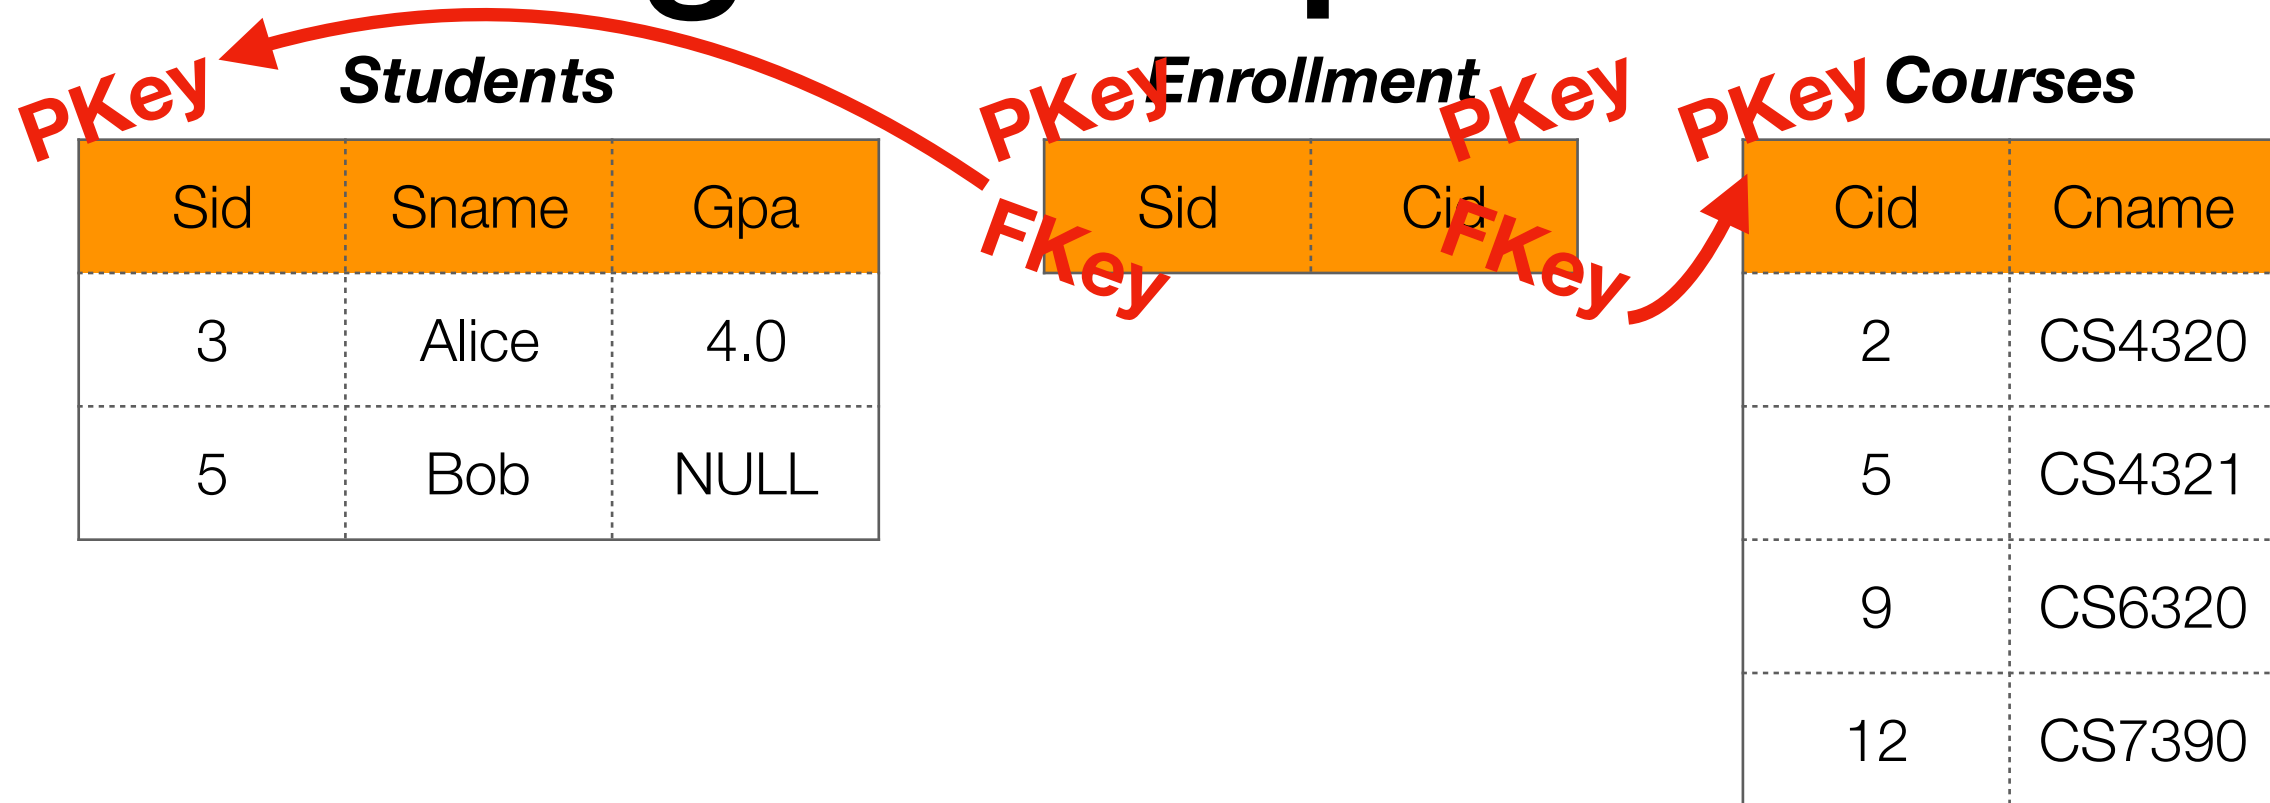 Students Enrollment Courses
PKey PKey PKey PKey
Sid Sname Gpa Sid Cid Cid Cname
FKey FKey
3 Alice 4.0 2 CS4320
5 Bob NULL 5 CS4321
9 CS6320
12 CS7390